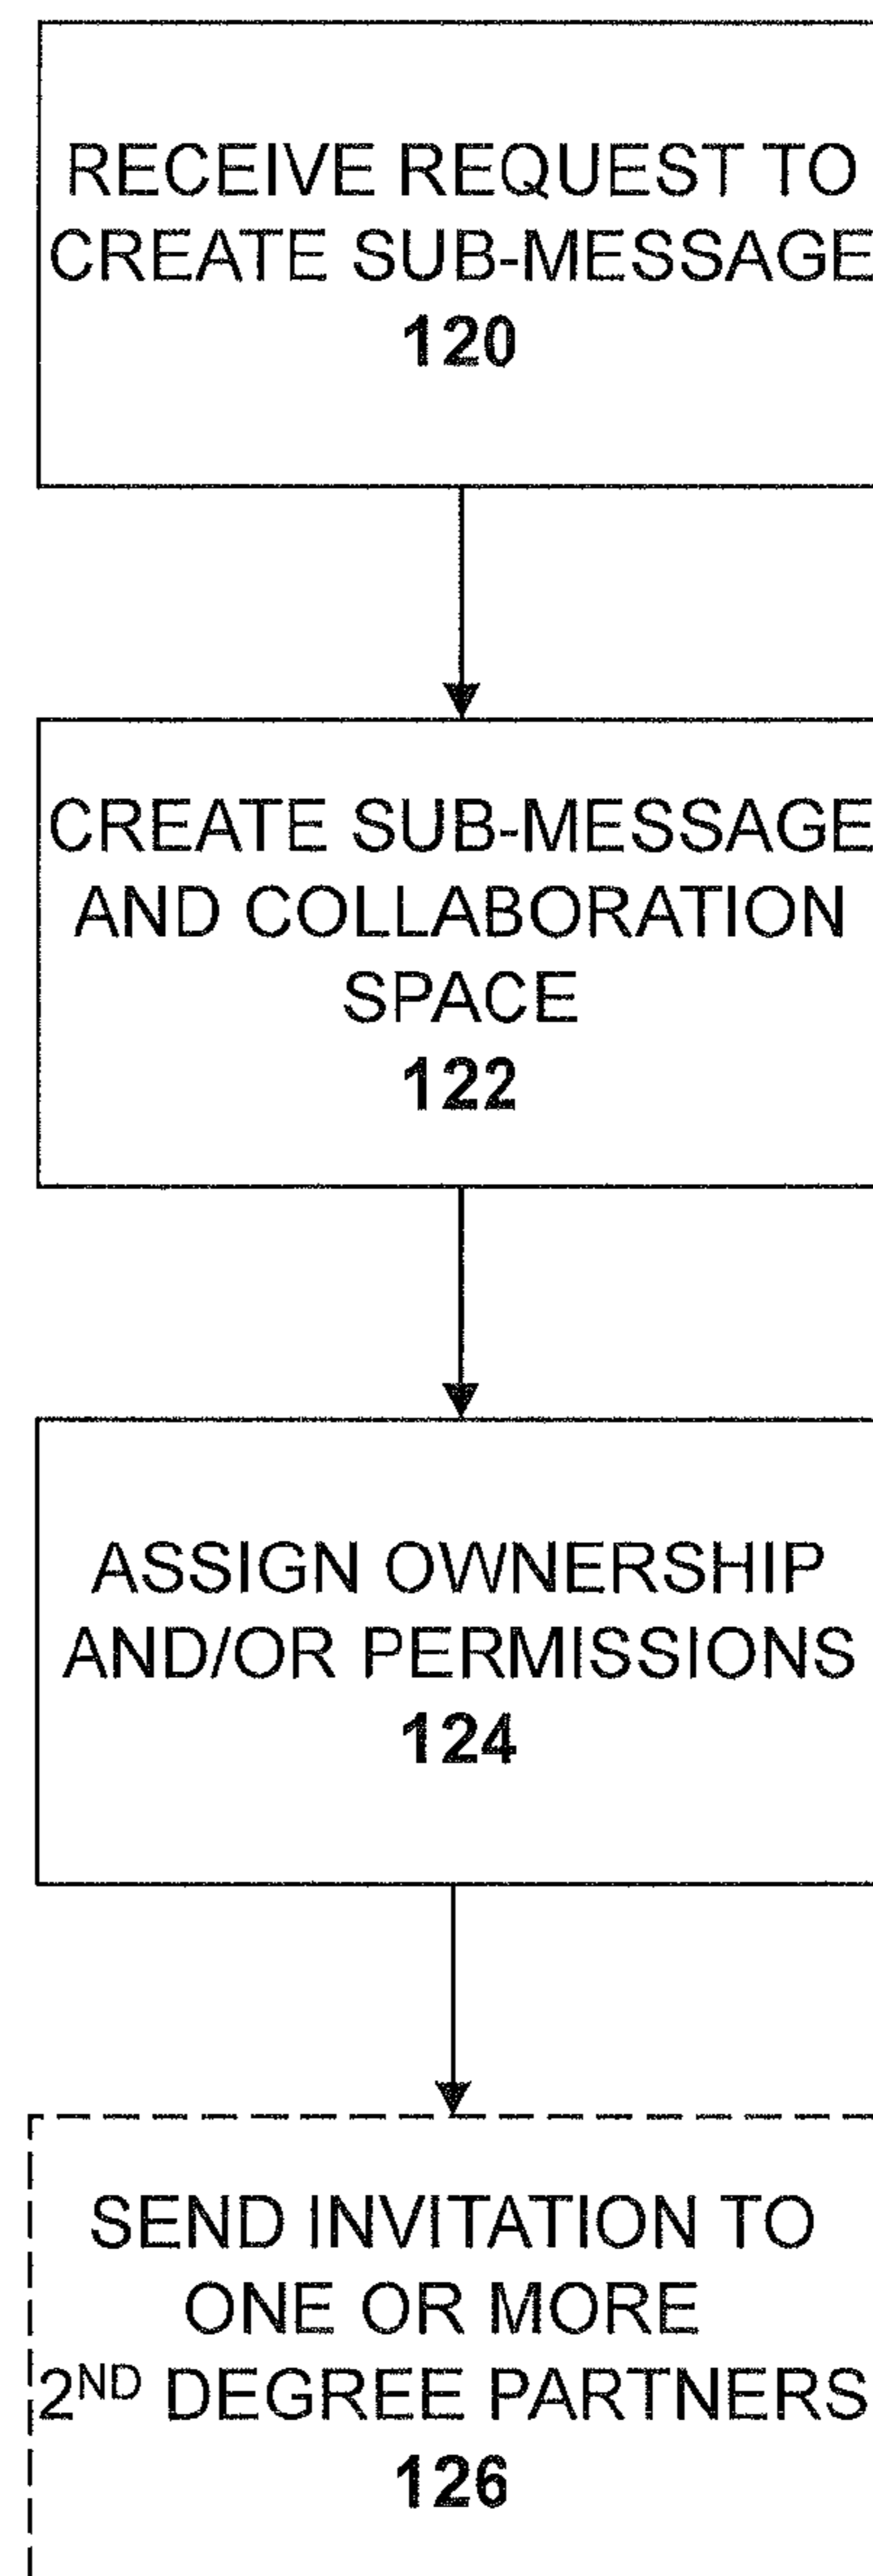 RECEIVE REQUEST TO
CREATE SUB-MESSAGE
120
CREATE SUB-MESSAGE
AND COLLABORATION
SPACE
122
ASSIGN OWNERSHIP
AND/OR PERMISSIONS
124
SEND INVITATION TO
ONE OR MORE
2ND DEGREE PARTNERS
126